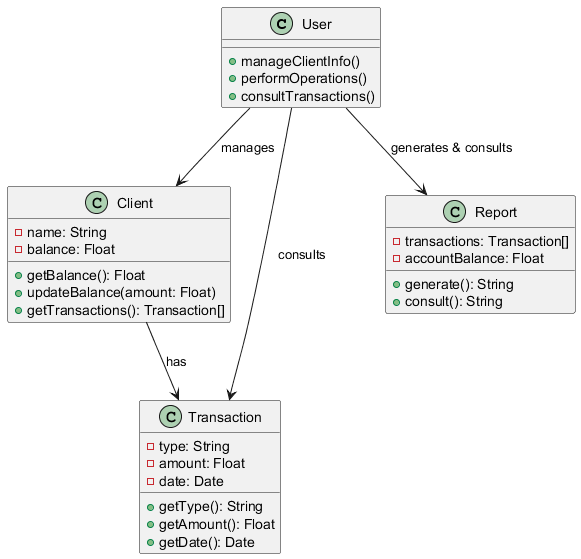 C User
manageClientInfo()
performOperations()
consultTransactions()
manages
generates & consults
C Client
name: String
balance: Float
getBalance(): Float
updateBalance(amount: Float)
getTransactions(): Transaction[]
C Report
transactions: Transaction[]
accountBalance: Float
generate(): String
consult(): String
consults
has
C Transaction
type: String
amount: Float
date: Date
getType(): String
getAmount(): Float
getDate(): Date